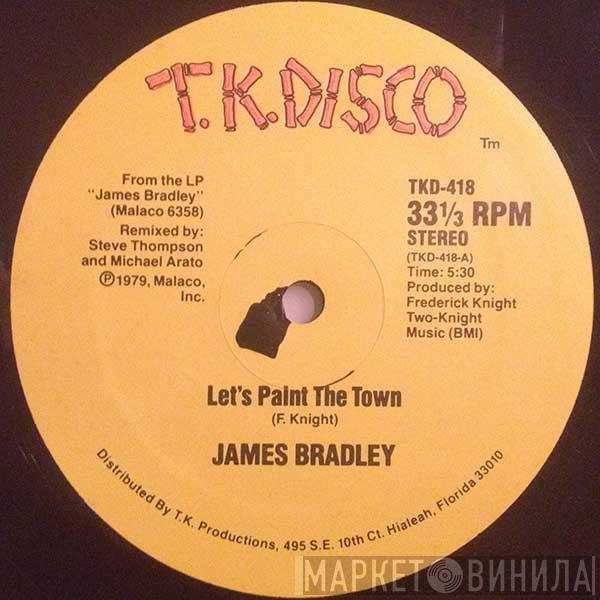 T.K.DISCO
Tm
From the LP
"James Bradley"
(Malaco 6358)
Remixed by:
Steve Thompson
and Michael Arato
Ⓟ1979, Malaco,
Inc.
TKD-418
33⅓ RPM
STEREO
(TKD-418-A)
Time: 5:30
Produced by:
Frederick Knight
Two-Knight
Music (BMI)
Let's Paint The Town
(F. Knight)
JAMES BRADLEY
Distributed By T.K. Productions, 495 S.E. 10th Ct. Hialeah, Florida 33010
МАРКЕТ ВИНИЛА